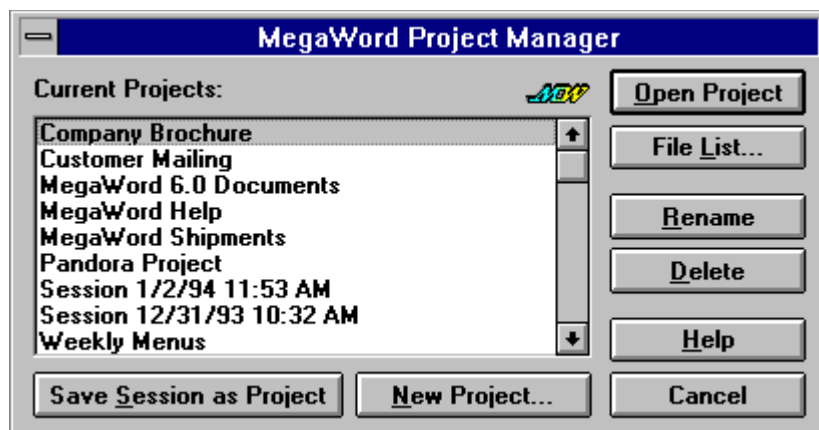 MegaWord Project Manager
Current Projects:
NEW
Open Project
Company Brochure
Customer Mailing
MegaWord 6.0 Documents
MegaWord Help
MegaWord Shipments
Pandora Project
Session 1/2/94 11:53 AM
Session 12/31/93 10:32 AM
Weekly Menus
File List...
Rename
Delete
Help
Save Session as Project
New Project...
Cancel